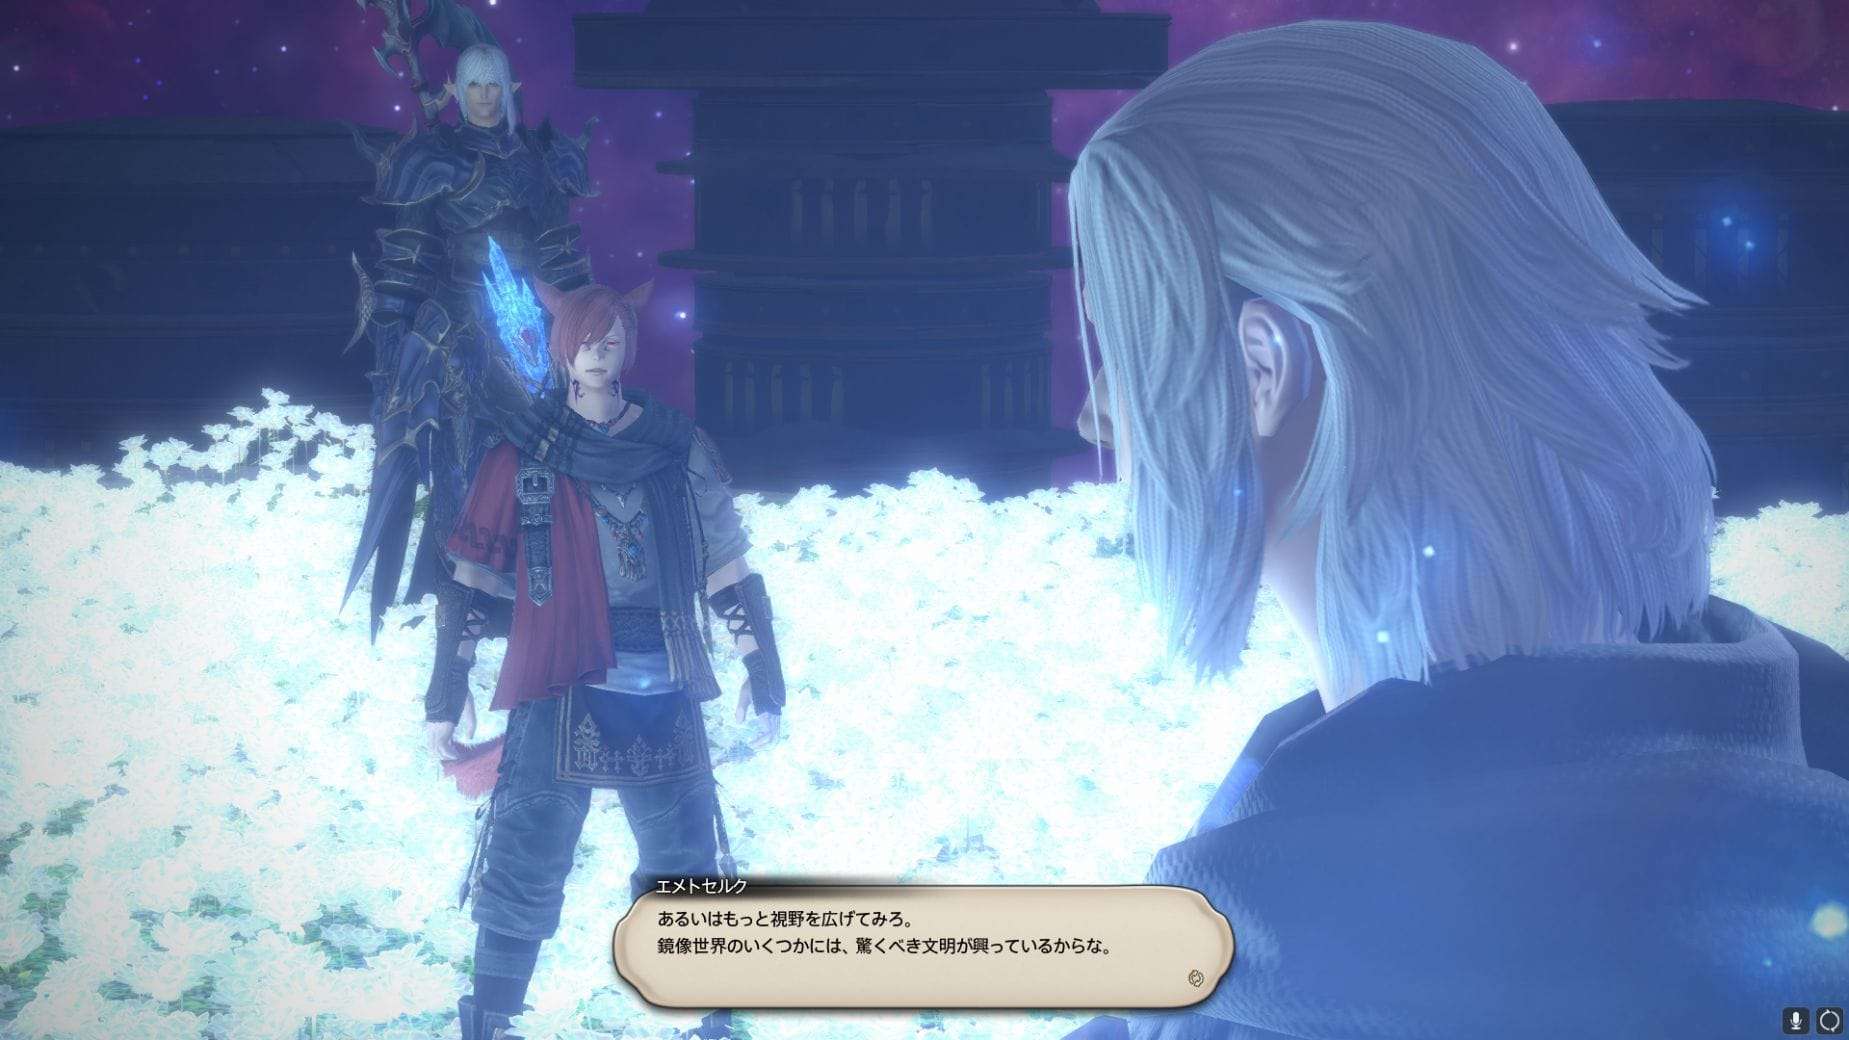 エメトセルク
あるいはもっと視野を広げてみろ。
鏡像世界のいくつかには、驚くべき文明が興っているからな。